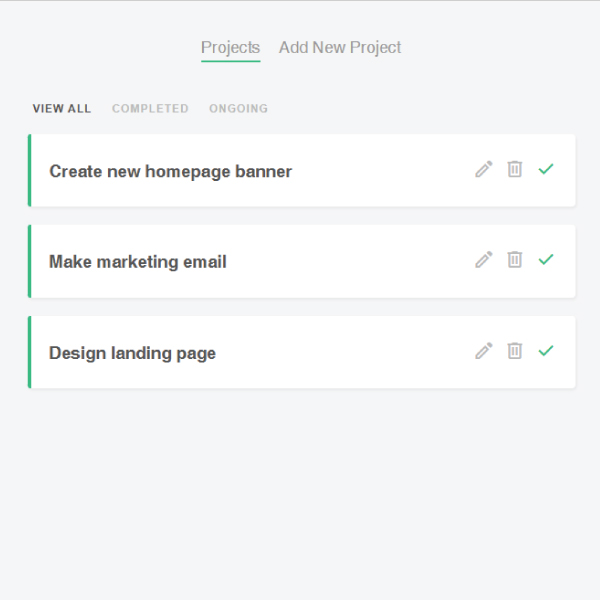 Projects Add New Project
VIEW ALL COMPLETED ONGOING
Create new homepage banner
Make marketing email
Design landing page